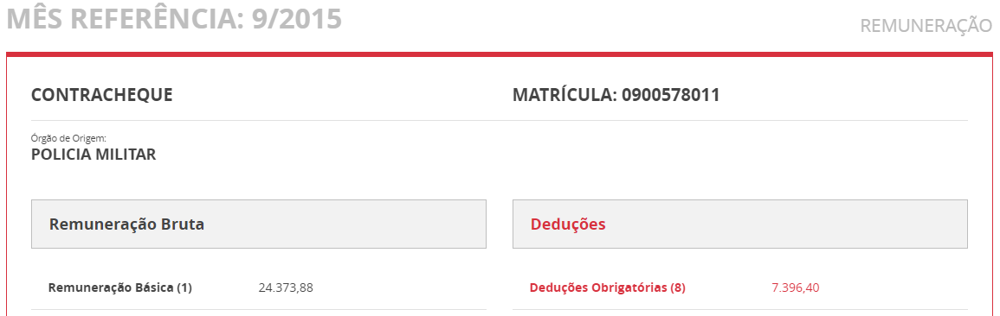 MÊS REFERÊNCIA: 9/2015
REMUNERAÇÃO
CONTRACHEQUE
MATRÍCULA: 0900578011
Órgão de Origem:
POLICIA MILITAR
Remuneração Bruta
Deduções
Remuneração Básica (1) 24.373,88
Deduções Obrigatórias (8) 7.396,40